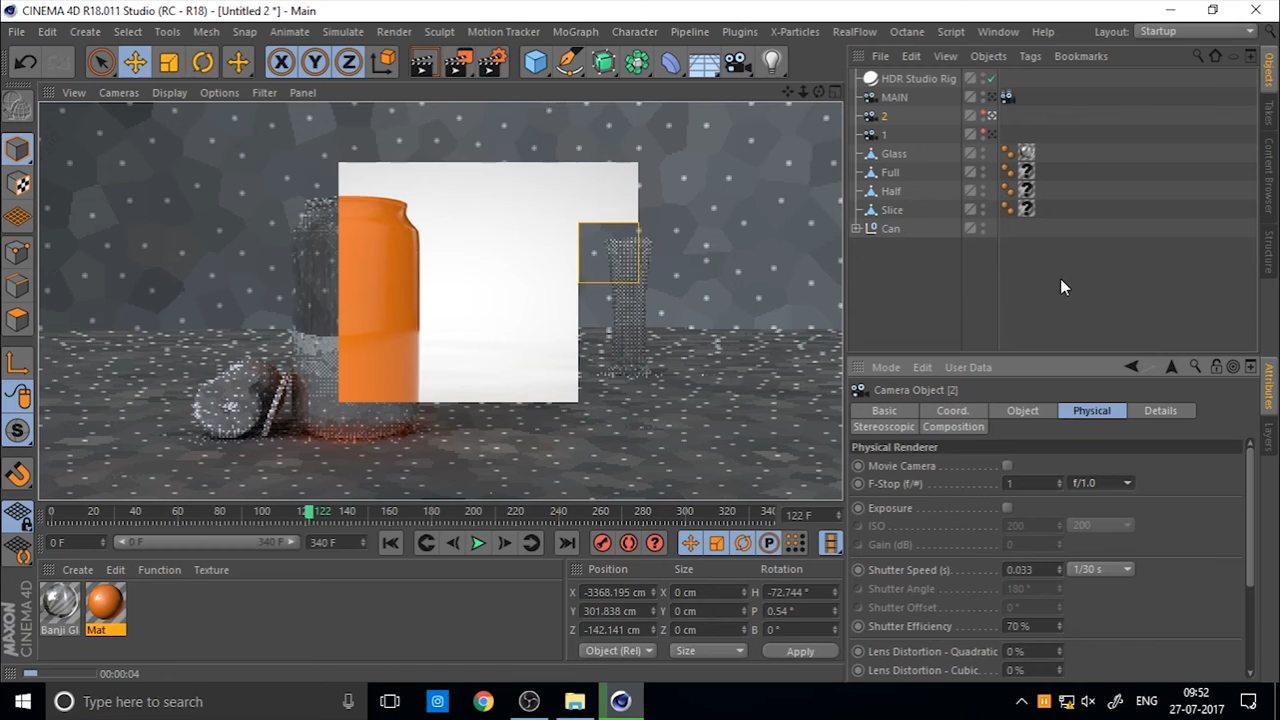 CINEMA 4D R18.011 Studio (RC - R18) - [Untitled 2 *] - Main
File Edit Create Select Tools Mesh Snap Animate Simulate Render Sculpt Motion Tracker MoGraph Character Pipeline Plugins X-Particles RealFlow Octane Script Window Help Layout: Startup
X Y Z
File Edit View Objects Tags Bookmarks
View Cameras Display Options Filter Panel
HDR Studio Rig
MAIN
2
1
Glass
Full
Half
Slice
Can
Objects
Takes
Content Browser
Structure
Attributes
Layers
Mode Edit User Data
Camera Object [2]
Basic Coord. Object Physical Details
Stereoscopic Composition
Physical Renderer
Movie Camera
F-Stop (f/#) 1 f/1.0
Exposure
ISO 200 200
Gain (dB) 0
Shutter Speed (s) 0.033 1/30 s
Shutter Angle 180 °
Shutter Offset 0 °
Shutter Efficiency 70 %
Lens Distortion - Quadratic 0 %
Lens Distortion - Cubic 0 %
0 20 40 60 80 100 122 140 160 180 200 220 240 260 280 300 320 122 F
0 F 0 F 340 F 340 F
Create Edit Function Texture
Banji Gl Mat
Position Size Rotation
X -3368.195 cm X 0 cm H -72.744 °
Y 301.838 cm Y 0 cm P 0.54 °
Z -142.141 cm Z 0 cm B 0 °
Object (Rel) Size Apply
MAXON
CINEMA 4D
00:00:04
Type here to search
ENG
09:52
27-07-2017